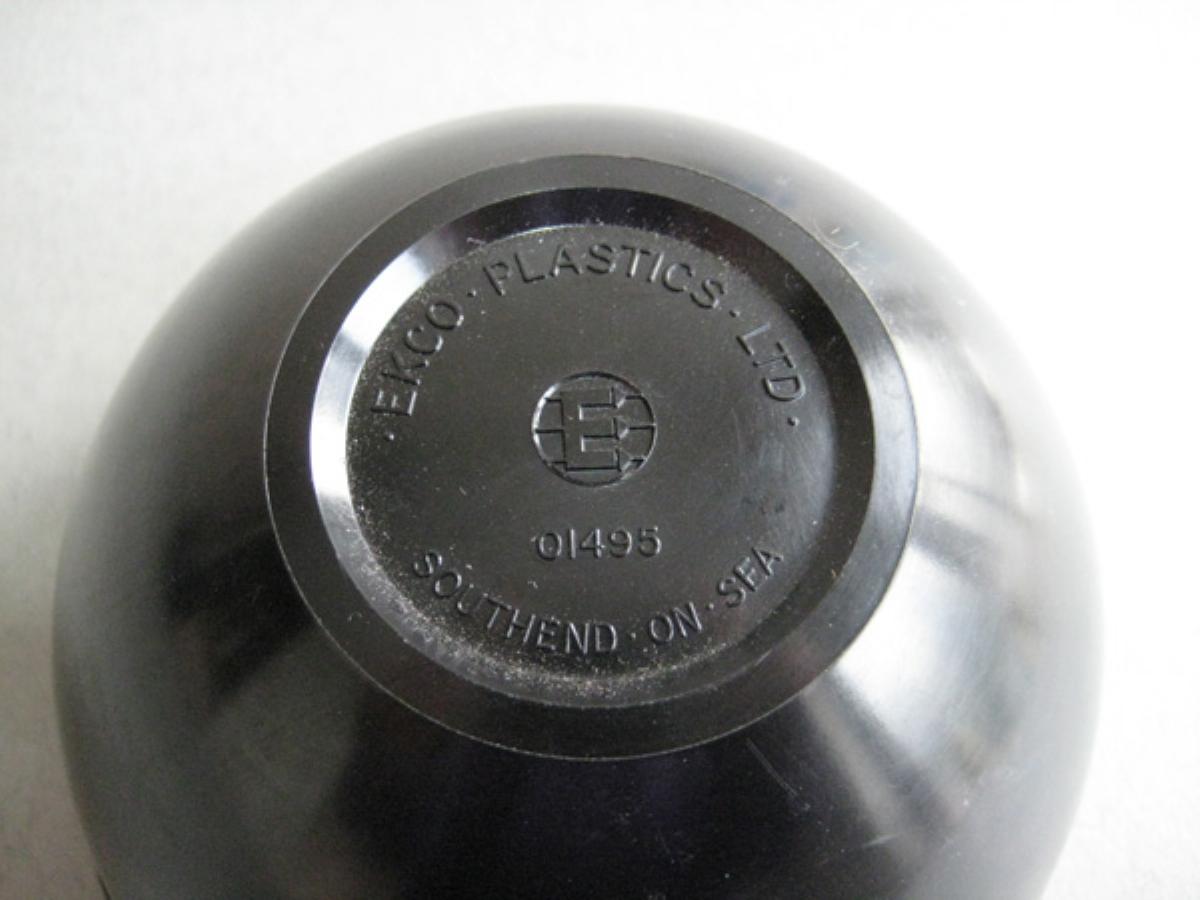 · EKCO · PLASTICS · LTD ·
E
01495
SOUTHEND · ON · SEA